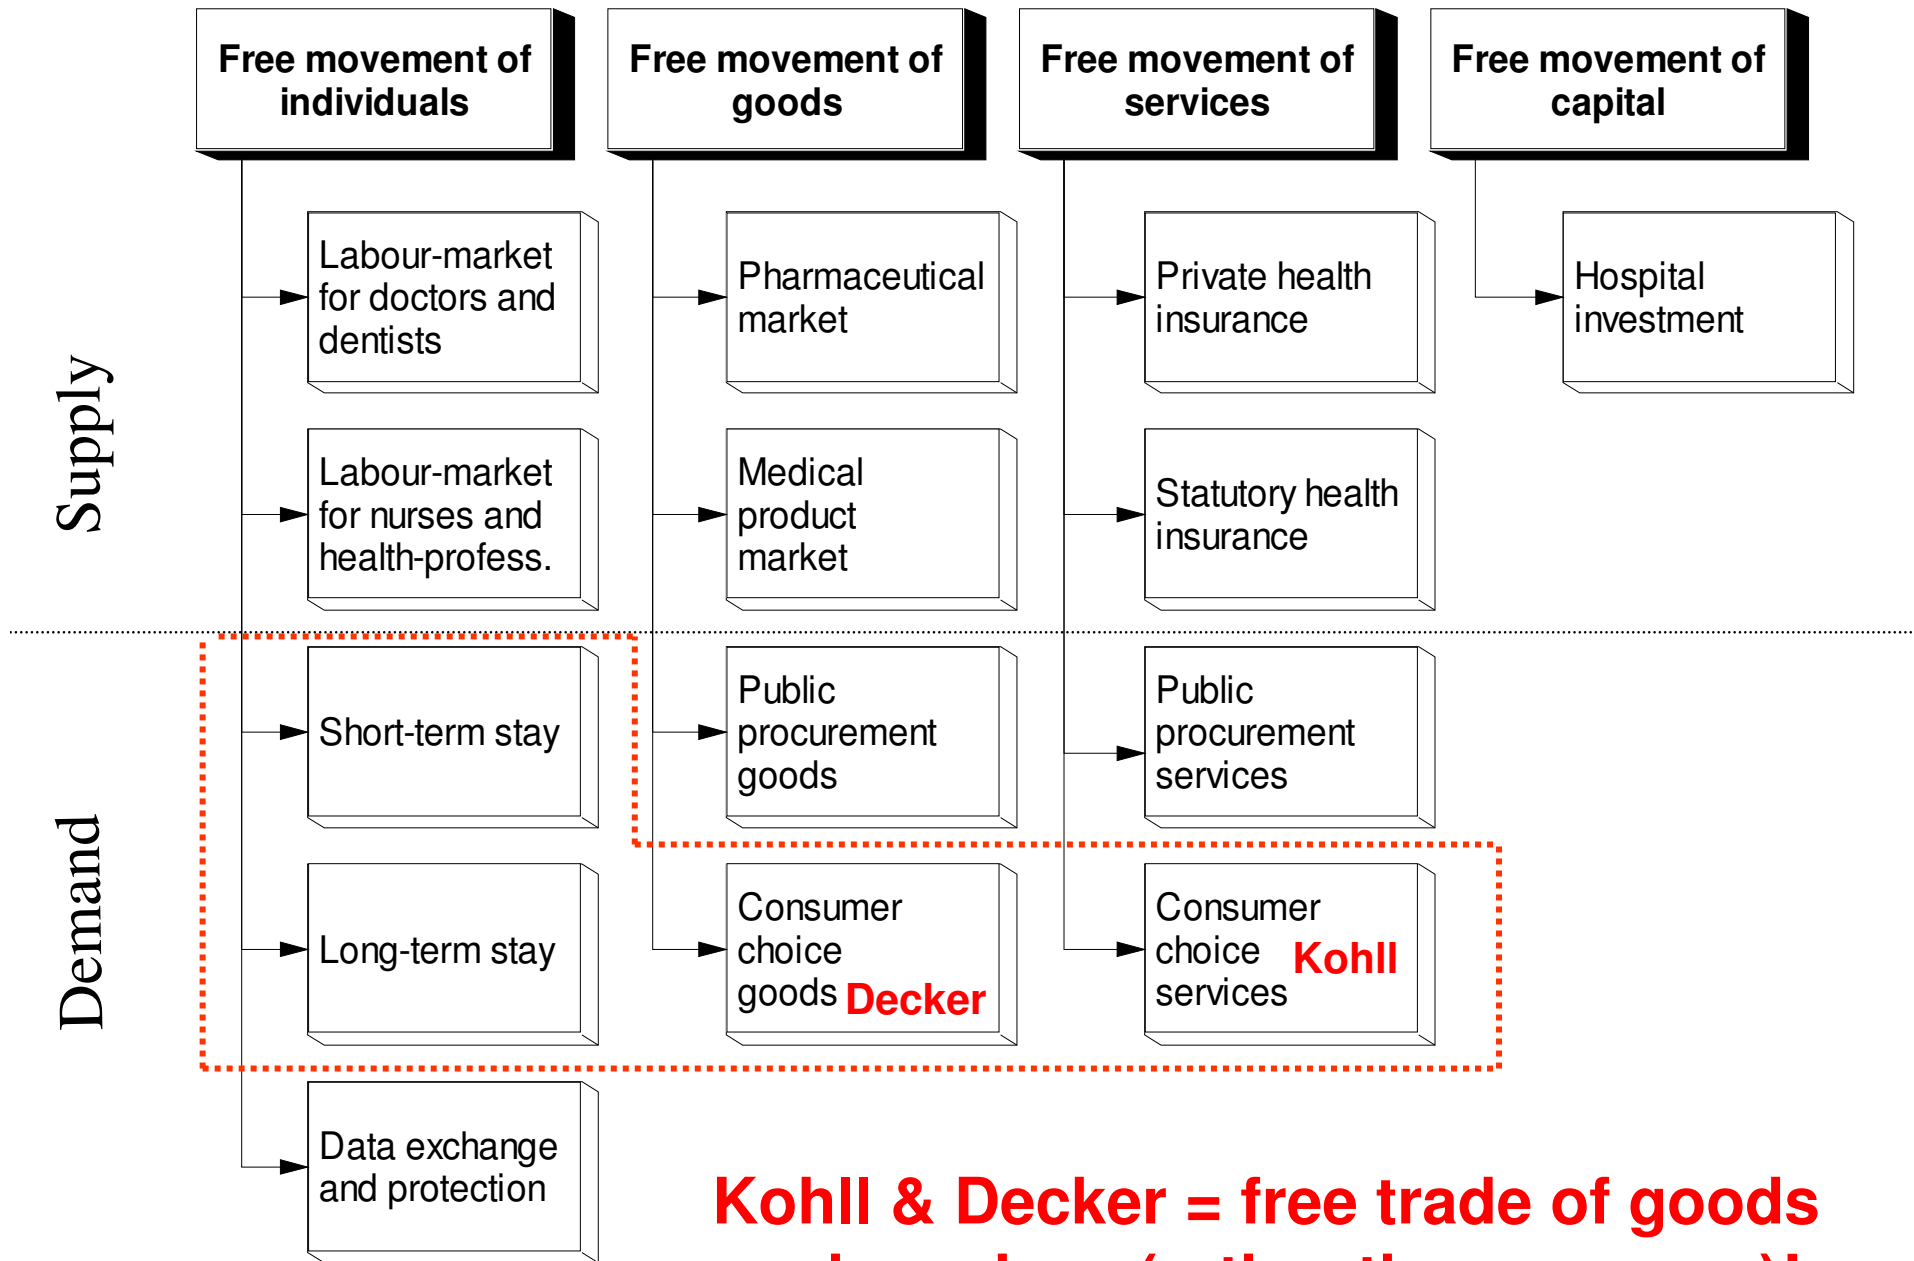 Free movement of
individuals
Free movement of
goods
Free movement of
services
Free movement of
capital
Supply
Labour-market
for doctors and
dentists
Pharmaceutical
market
Private health
insurance
Hospital
investment
Labour-market
for nurses and
health-profess.
Medical
product
market
Statutory health
insurance
Demand
Short-term stay
Public
procurement
goods
Public
procurement
services
Long-term stay
Consumer
choice
goods Decker
Consumer
choice Kohll
services
Data exchange
and protection
Kohll & Decker = free trade of goods